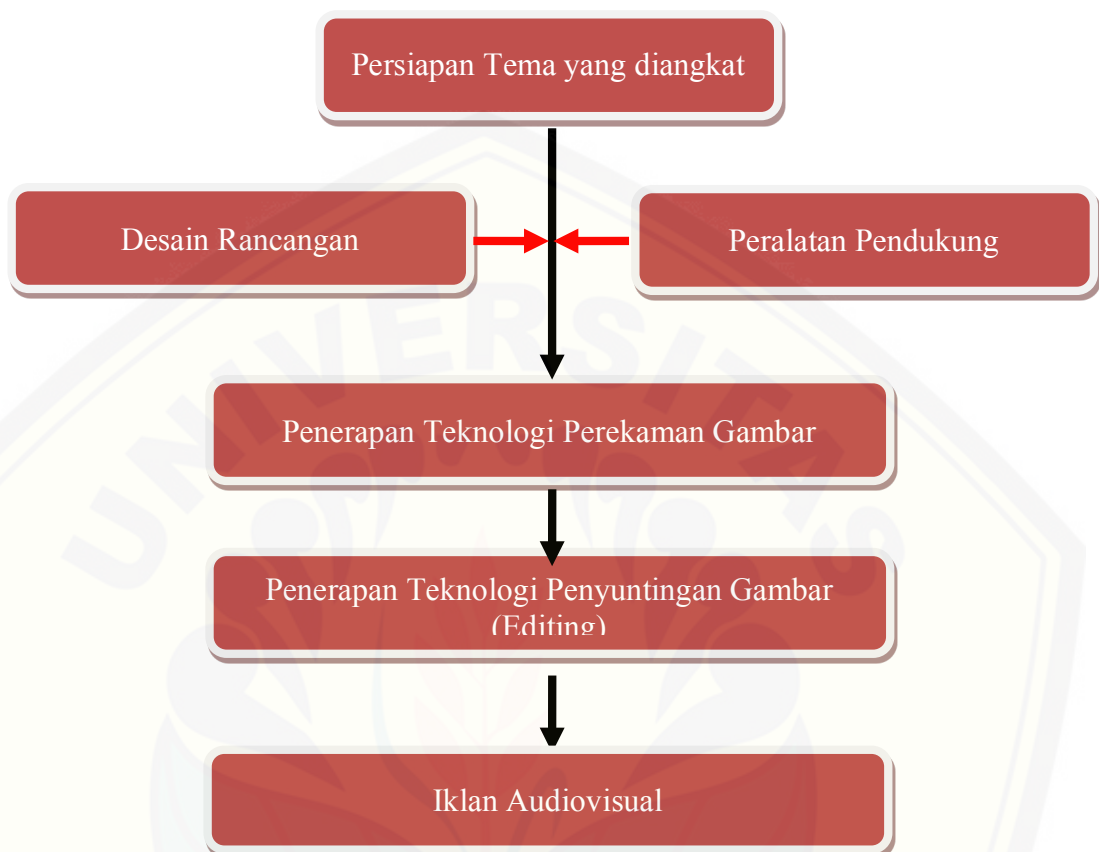 Persiapan Tema yang diangkat
Desain Rancangan
Peralatan Pendukung
UNIVERSITAS
Penerapan Teknologi Perekaman Gambar
Penerapan Teknologi Penyuntingan Gambar
(Editing)
Iklan Audiovisual